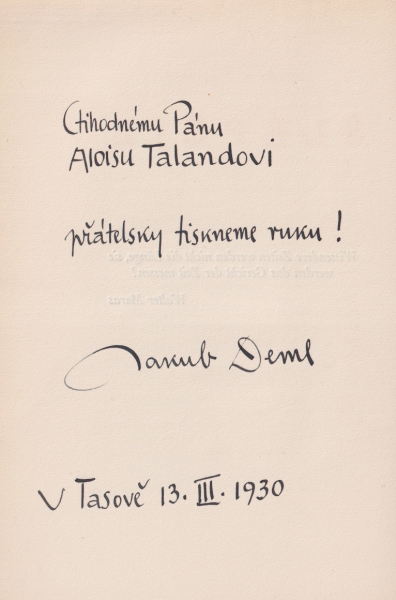 Ctihodnému Pánu
Aloisu Talandovi
přátelsky tiskneme ruku !
Jakub Deml
V Tasově 13. III. 1930